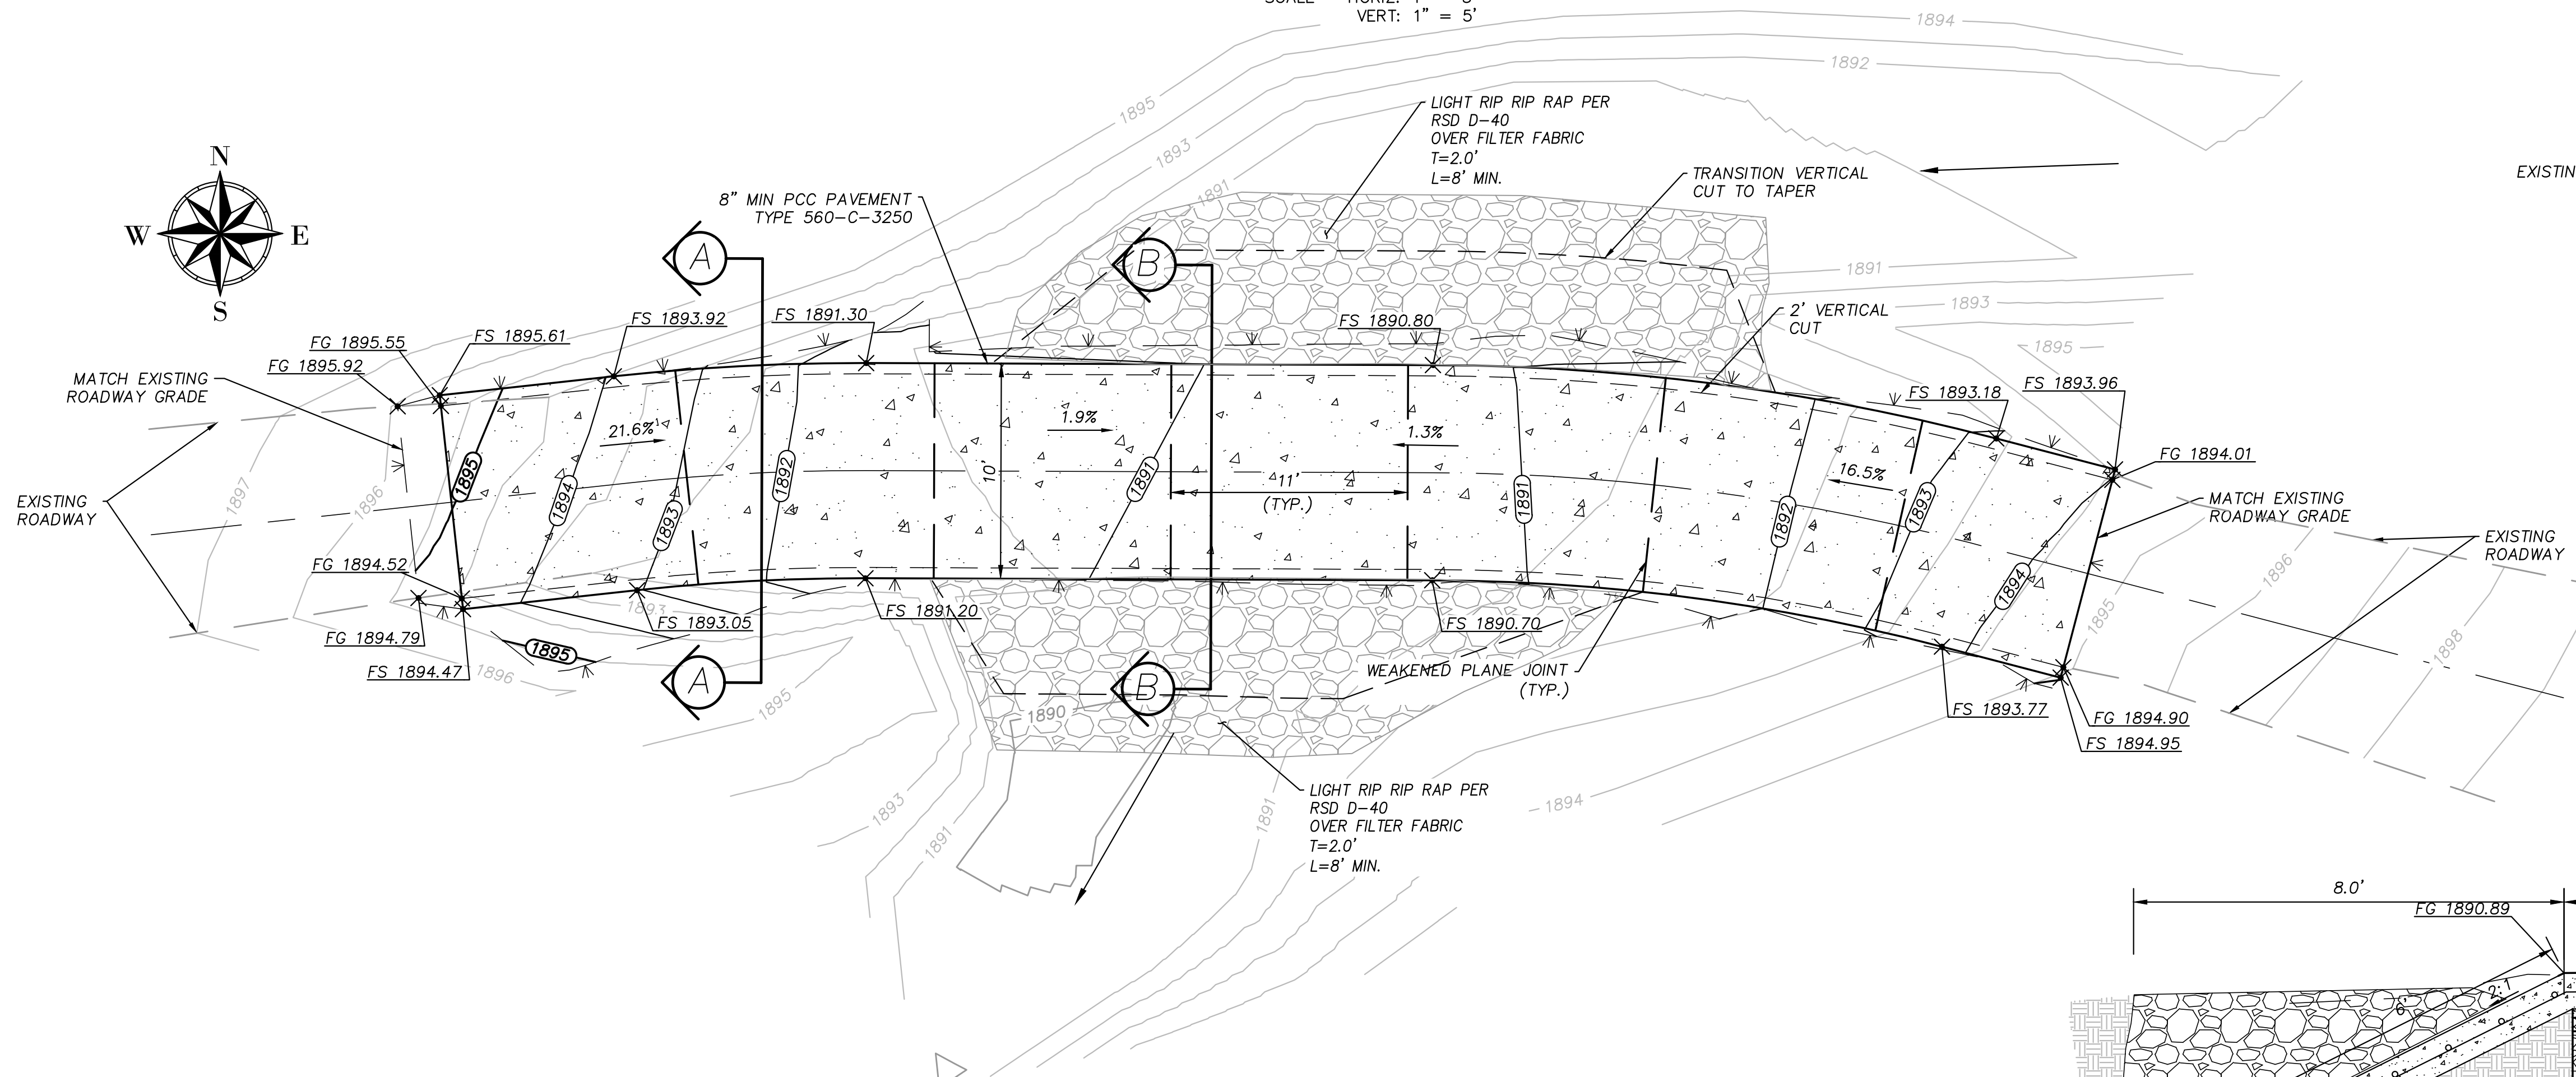 VERT: 1" = 5'
1894
1892
1895
1893
1891
LIGHT RIP RIP RAP PER
RSD D-40
OVER FILTER FABRIC
T=2.0'
L=8' MIN.
TRANSITION VERTICAL
CUT TO TAPER
EXISTIN
N
W
E
S
8" MIN PCC PAVEMENT
TYPE 560-C-3250
A
B
1891
1893
1895
2' VERTICAL
CUT
FG 1895.55
FS 1895.61
FS 1893.92
FS 1891.30
FS 1890.80
FG 1895.92
MATCH EXISTING
ROADWAY GRADE
FS 1893.18
FS 1893.96
FG 1894.01
MATCH EXISTING
ROADWAY GRADE
21.6%
1.9%
1.3%
16.5%
EXISTING
ROADWAY
1897
1896
1895
1894
1893
1892
10'
1891
11'
(TYP.)
1891
1892
1893
1894
1895
1896
1898
EXISTING
ROADWAY
FG 1894.52
FG 1894.79
FS 1894.47
1893
1895
1896
1895
FS 1893.05
FS 1891.20
FS 1890.70
WEAKENED PLANE JOINT
(TYP.)
A
B
1890
FS 1893.77
FG 1894.90
FS 1894.95
1893
1891
1891
1894
LIGHT RIP RIP RAP PER
RSD D-40
OVER FILTER FABRIC
T=2.0'
L=8' MIN.
8.0'
FG 1890.89
2:1
6'